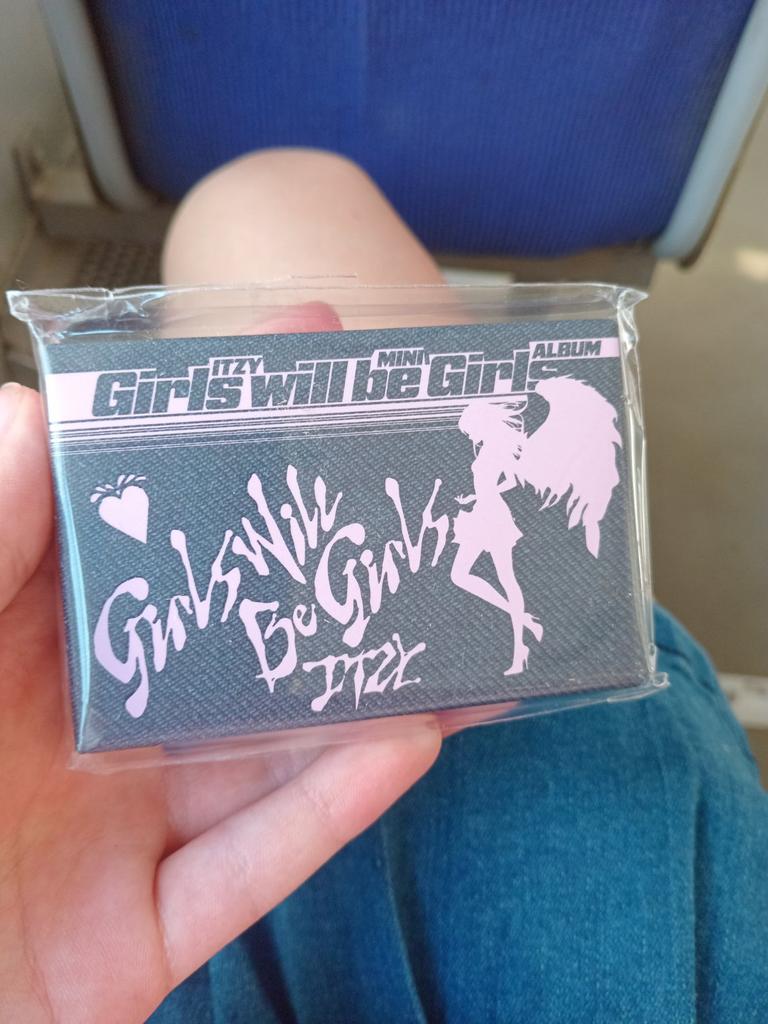 ITZY MINI ALBUM
Girls will be Girls
Girls Will
Be Girls
ITZY